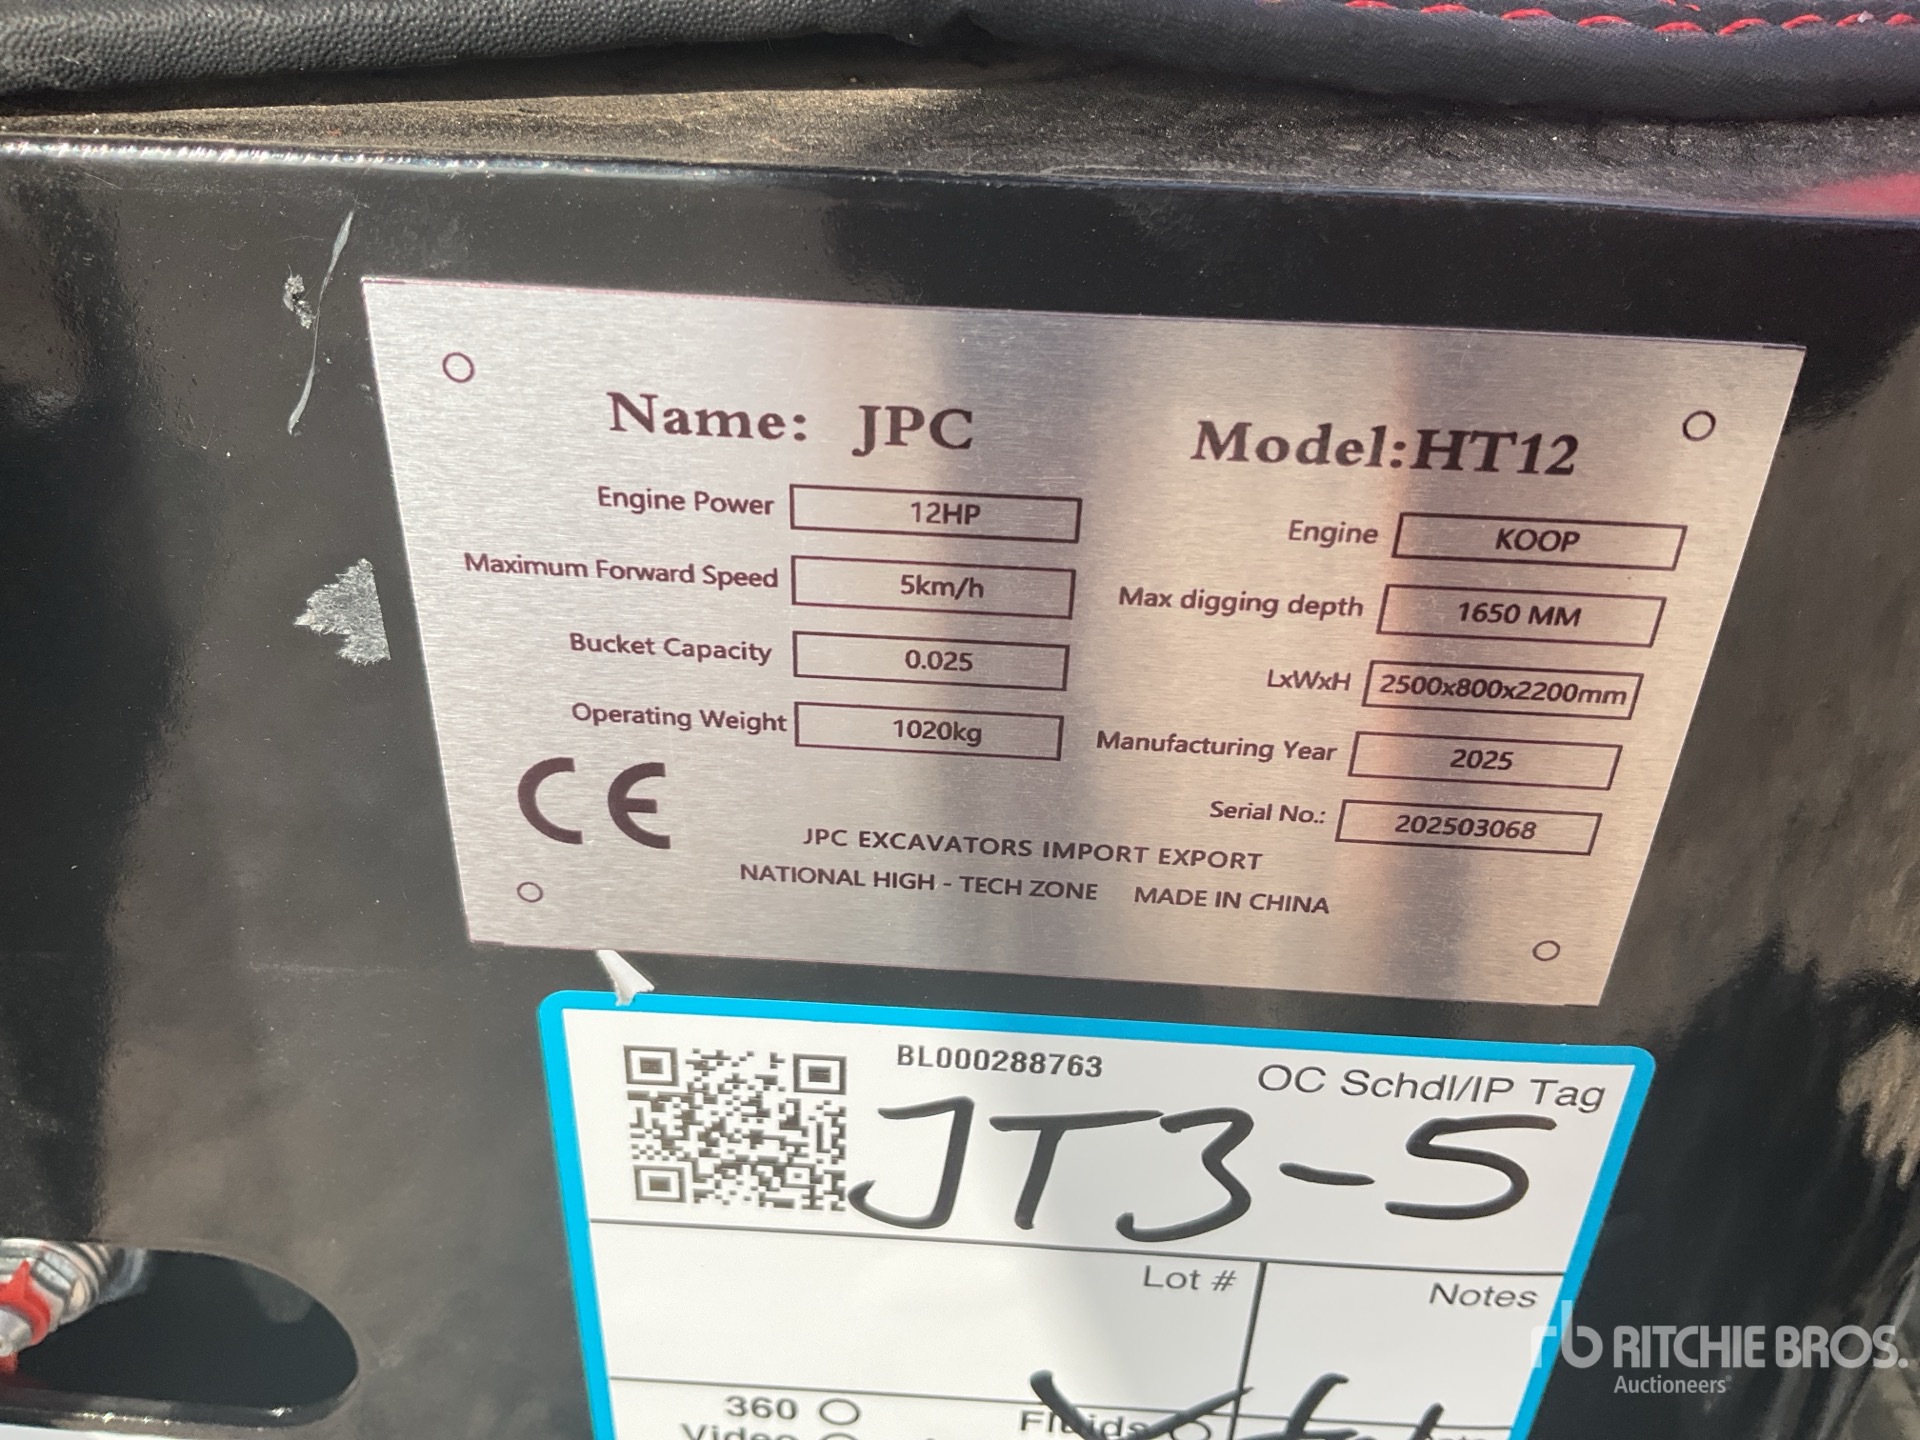 Name: JPC
Model:HT12
Engine Power 12HP
Engine KOOP
Maximum Forward Speed 5km/h
Max digging depth 1650 MM
Bucket Capacity 0.025
LxWxH 2500x800x2200mm
Operating Weight 1020kg
Manufacturing Year 2025
Serial No.: 202503068
CE
JPC EXCAVATORS IMPORT EXPORT
NATIONAL HIGH - TECH ZONE MADE IN CHINA
BL000288763
OC Schdl/IP Tag
JT3-5
Lot #
Notes
360
Video
Fluids
rb RITCHIE BROS.
Auctioneers